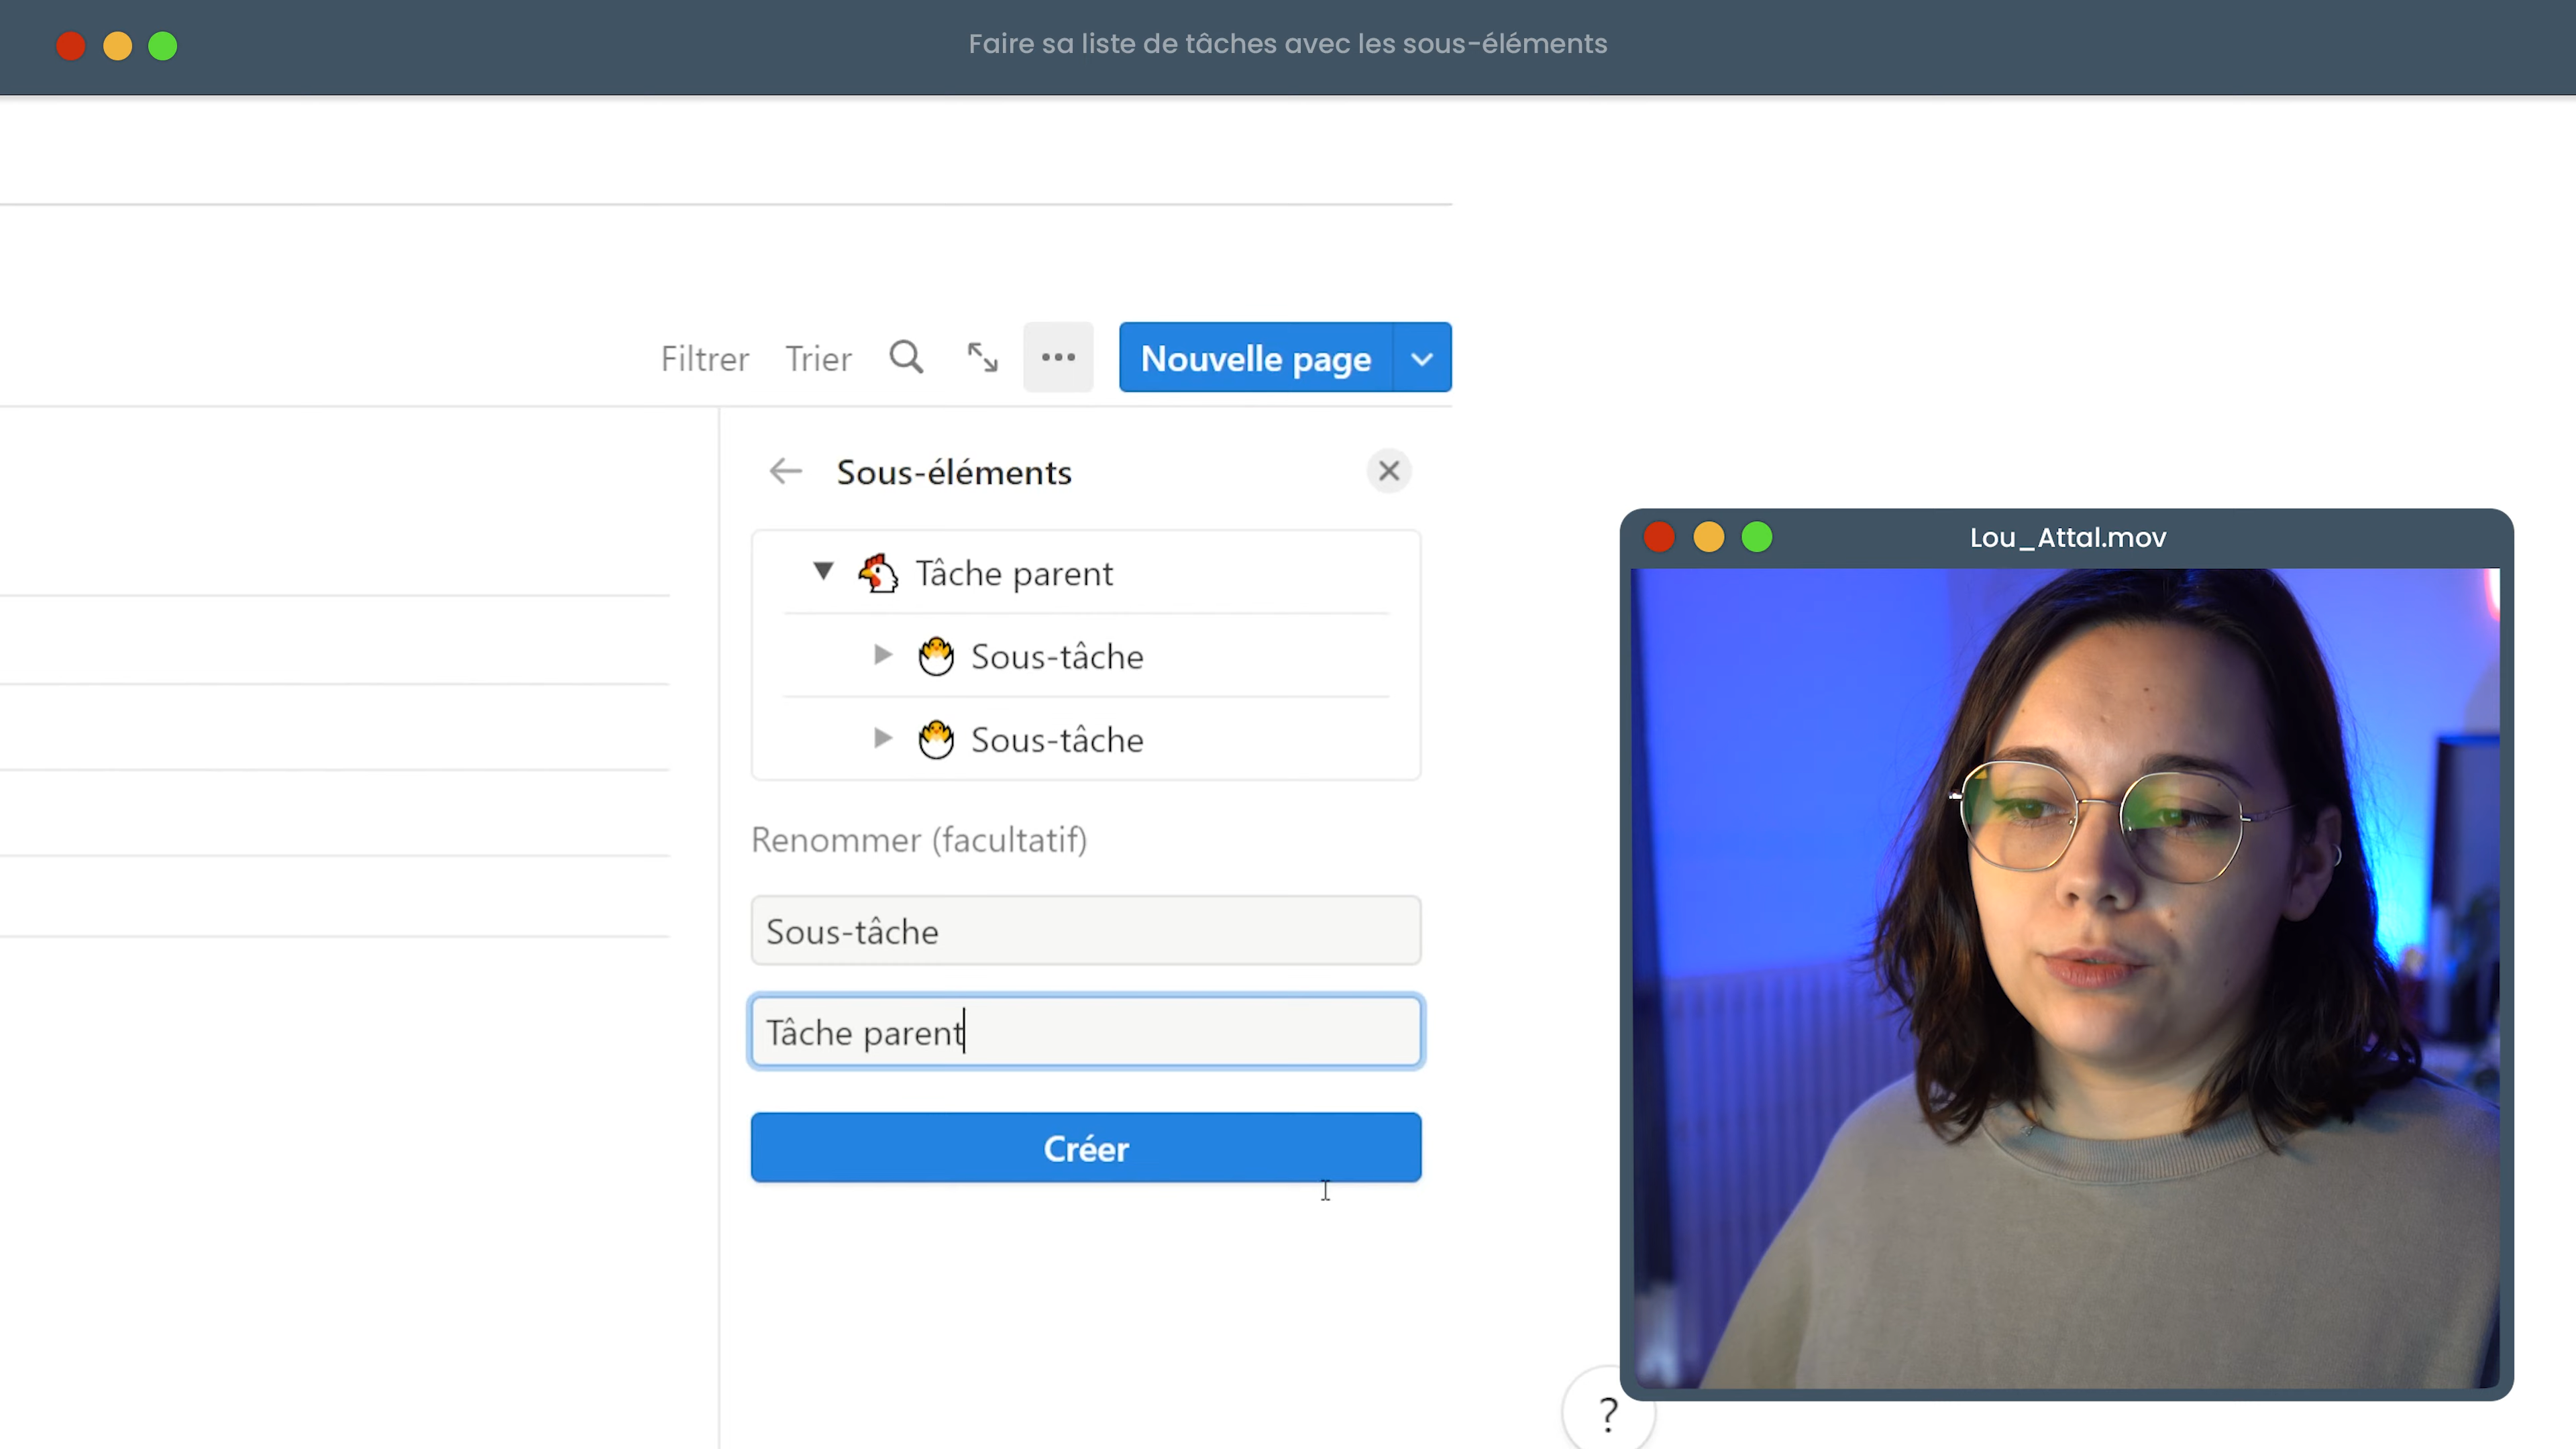 Faire sa liste de tâches avec les sous-éléments
Filtrer Trier Nouvelle page
Sous-éléments
Tâche parent
Sous-tâche
Sous-tâche
Renommer (facultatif)
Sous-tâche
Tâche parent
Créer
Lou_Attal.mov
?